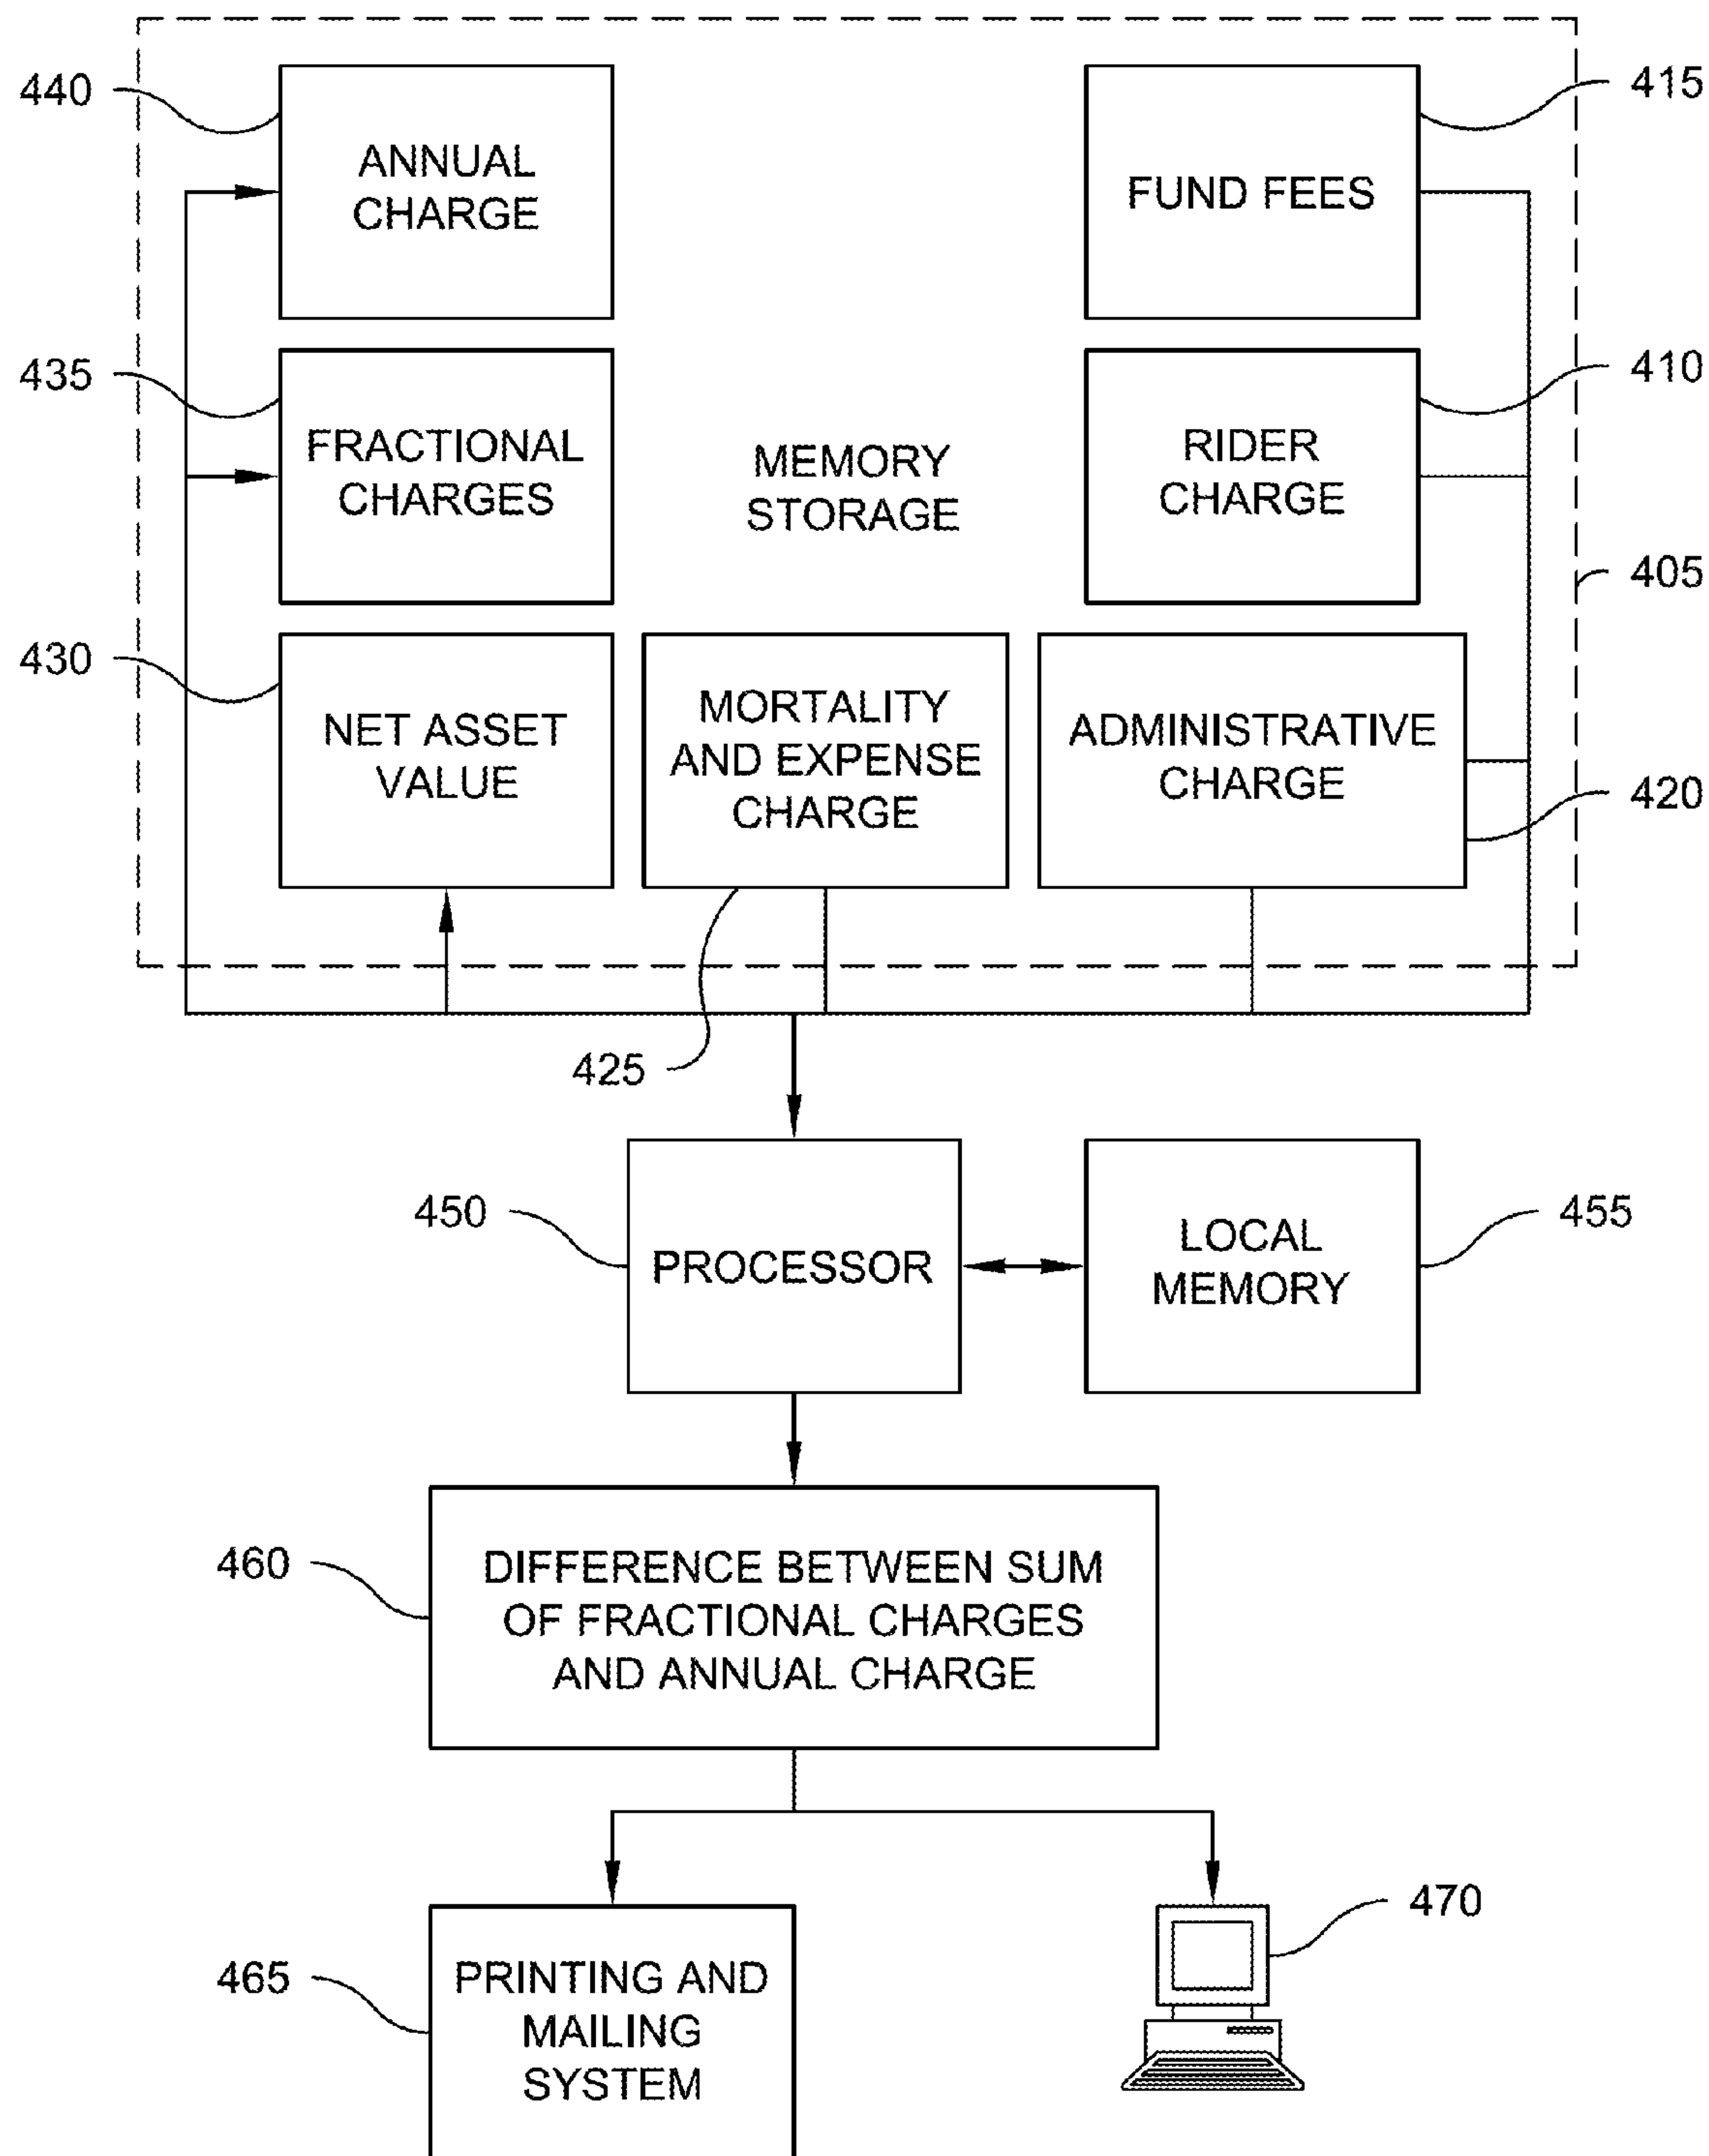 440
ANNUAL
CHARGE
FUND FEES
415
435
FRACTIONAL
CHARGES
MEMORY
STORAGE
RIDER
CHARGE
410
405
430
NET ASSET
VALUE
MORTALITY
AND EXPENSE
CHARGE
ADMINISTRATIVE
CHARGE
420
425
450
PROCESSOR
LOCAL
MEMORY
455
460
DIFFERENCE BETWEEN SUM
OF FRACTIONAL CHARGES
AND ANNUAL CHARGE
465
PRINTING AND
MAILING
SYSTEM
470